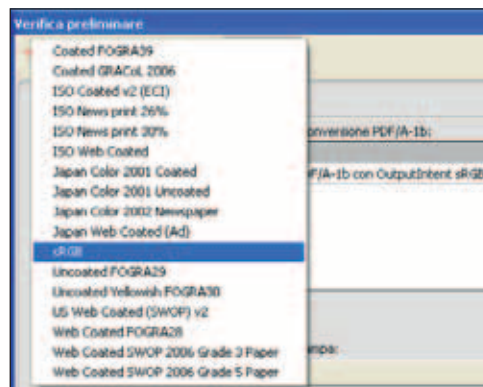 Verifica preliminare
Coated FOGRA39
Coated GRACoL 2006
ISO Coated v2 (ECI)
ISO News print 26%
ISO News print 30%
onversione PDF/A-1b:
ISO Web Coated
Japan Color 2001 Coated
DF/A-1b con OutputIntent sRGB
Japan Color 2001 Uncoated
Japan Color 2002 Newspaper
Japan Web Coated (Ad)
sRGB
Uncoated FOGRA29
Uncoated Yellowish FOGRA30
US Web Coated (SWOP) v2
Web Coated FOGRA28
Web Coated SWOP 2006 Grade 3 Paper
ampa:
Web Coated SWOP 2006 Grade 5 Paper